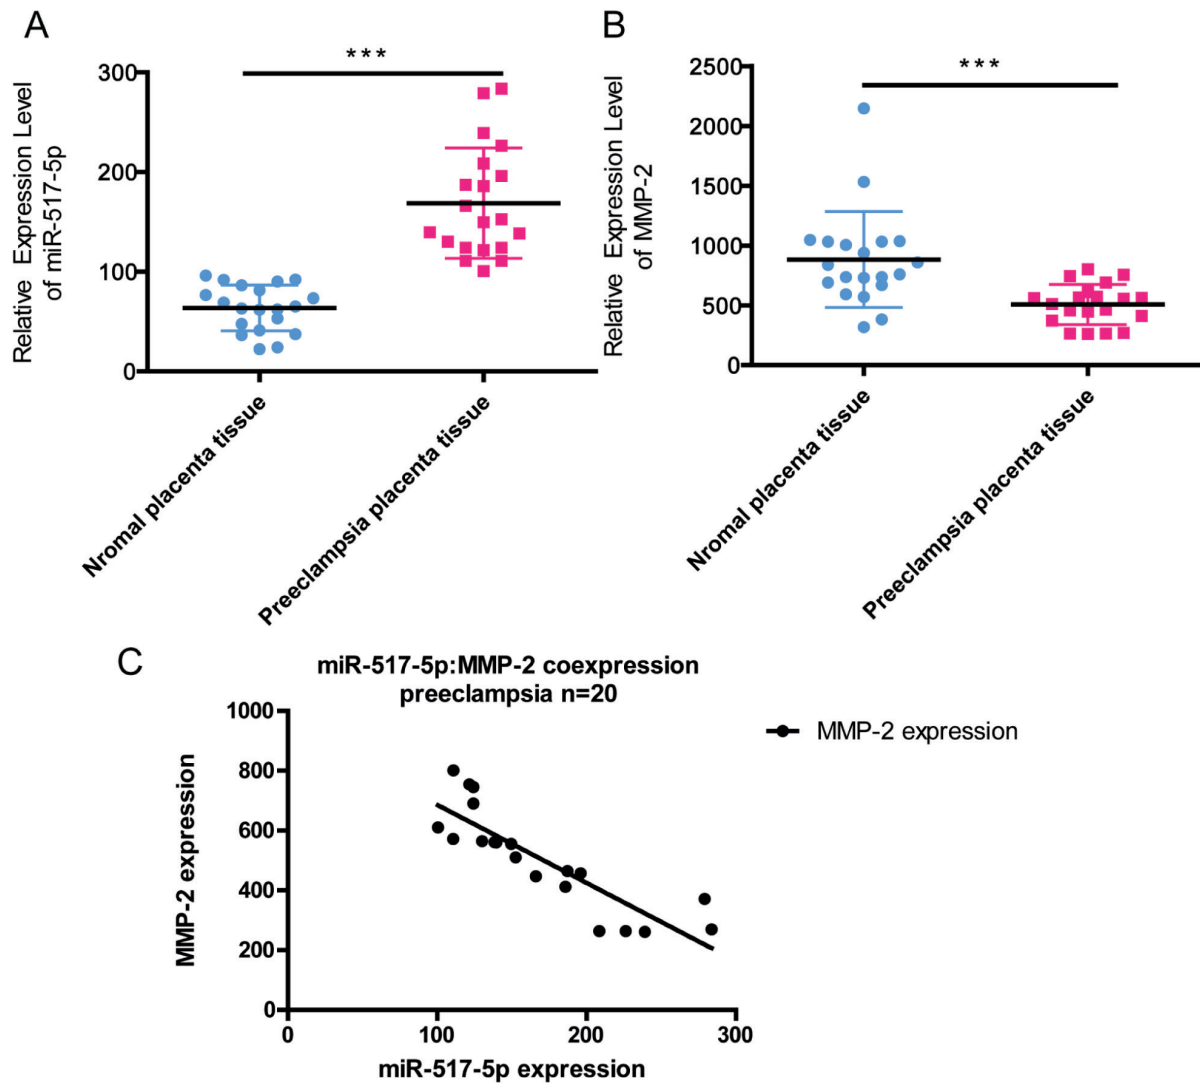 A
***
Relative Expression Level
of miR-517-5p
300
200
100
0
Nromal placenta tissue
Preeclampsia placenta tissue
B
***
Relative Expression Level
of MMP-2
2500
2000
1500
1000
500
0
Nromal placenta tissue
Preeclampsia placenta tissue
C
miR-517-5p:MMP-2 coexpression
preeclampsia n=20
MMP-2 expression
1000
800
600
400
200
0
0 100 200 300
miR-517-5p expression
MMP-2 expression